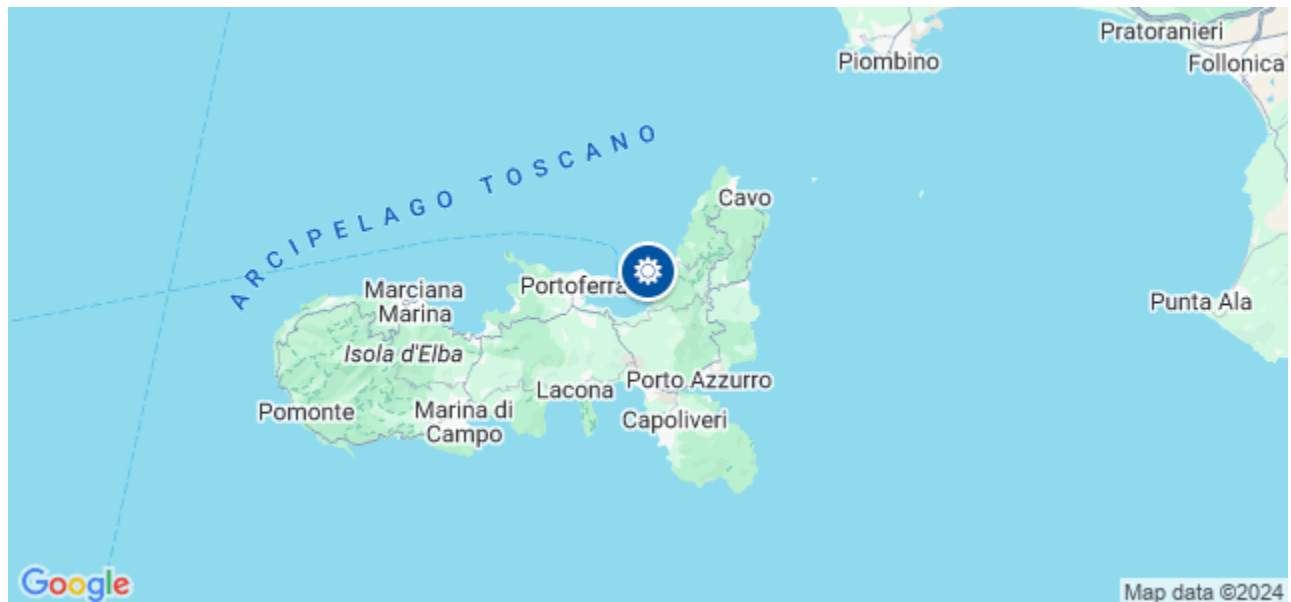 Pratoranieri
Piombino
Follonica
ARCIPELAGO TOSCANO
Cavo
Portoferra
Marciana
Marina
Punta Ala
Isola d'Elba
Porto Azzurro
Lacona
Pomonte
Marina di
Campo
Capoliveri
Google
Map data ©2024